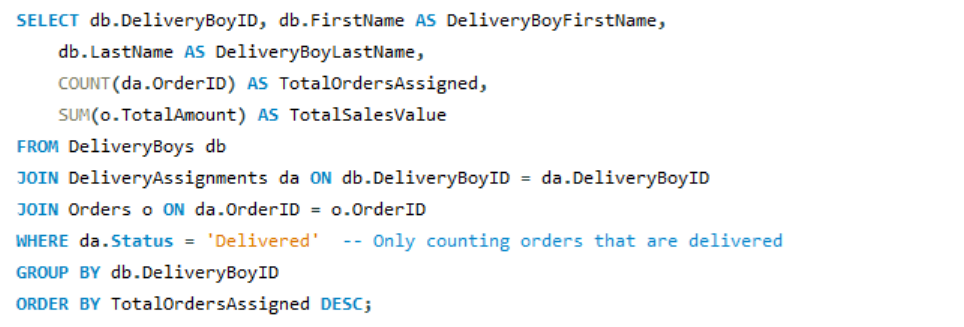 SELECT db.DeliveryBoyID, db.FirstName AS DeliveryBoyFirstName,
db.LastName AS DeliveryBoyLastName,
COUNT(da.OrderID) AS TotalOrdersAssigned,
SUM(o.TotalAmount) AS TotalSalesValue
FROM DeliveryBoys db
JOIN DeliveryAssignments da ON db.DeliveryBoyID = da.DeliveryBoyID
JOIN Orders o ON da.OrderID = o.OrderID
WHERE da.Status = 'Delivered'  -- Only counting orders that are delivered
GROUP BY db.DeliveryBoyID
ORDER BY TotalOrdersAssigned DESC;